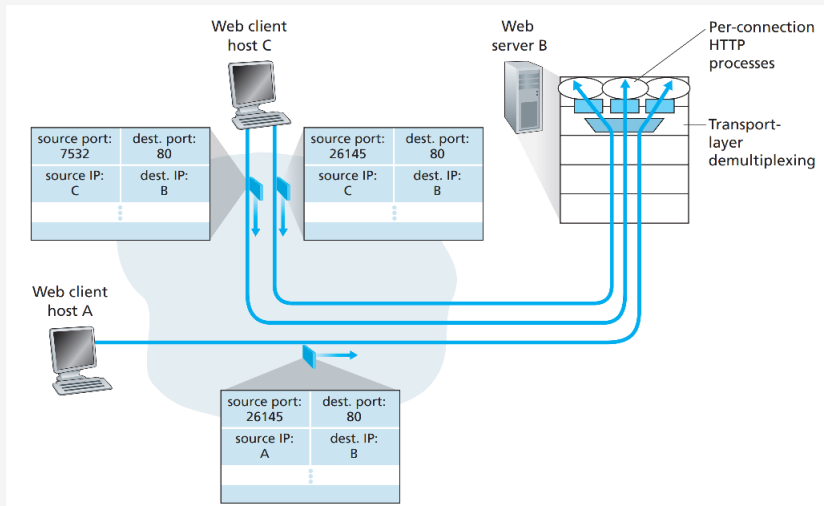 Web client
host C
Web
server B
Per-connection
HTTP
processes
Transport-
layer
demultiplexing
source port:
7532
dest. port:
80
source IP:
C
dest. IP:
B
source port:
26145
dest. port:
80
source IP:
C
dest. IP:
B
Web client
host A
source port:
26145
dest. port:
80
source IP:
A
dest. IP:
B